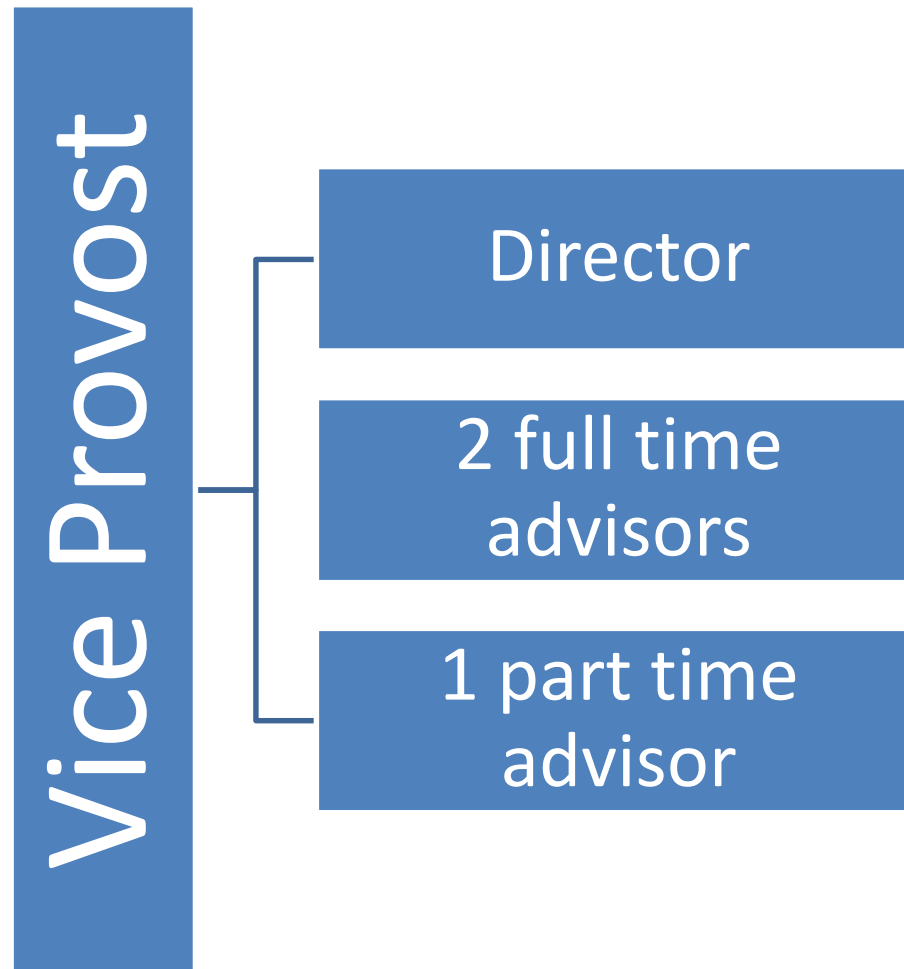 Vice Provost
Director
2 full time
advisors
1 part time
advisor